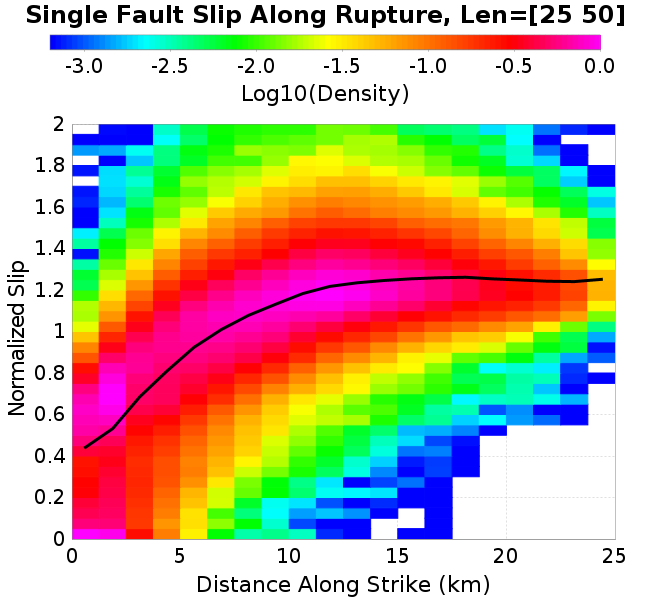 Single Fault Slip Along Rupture, Len=[25 50]
-3.0 -2.5 -2.0 -1.5 -1.0 -0.5 0.0
Log10(Density)
2
1.8
1.6
1.4
1.2
1
0.8
0.6
0.4
0.2
0
Normalized Slip
0 5 10 15 20 25
Distance Along Strike (km)